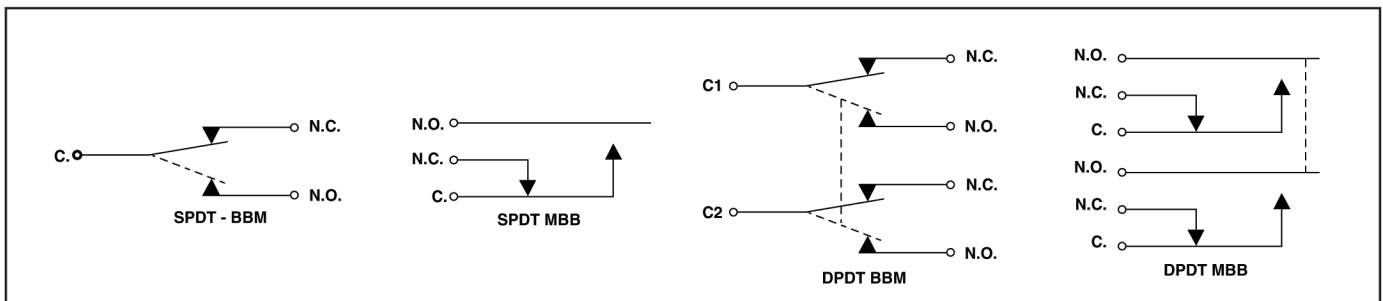 C.
N.C.
N.O.
SPDT - BBM
N.O.
N.C.
C.
SPDT MBB
C1
N.C.
N.O.
C2
N.C.
N.O.
DPDT BBM
N.O.
N.C.
C.
N.O.
N.C.
C.
DPDT MBB